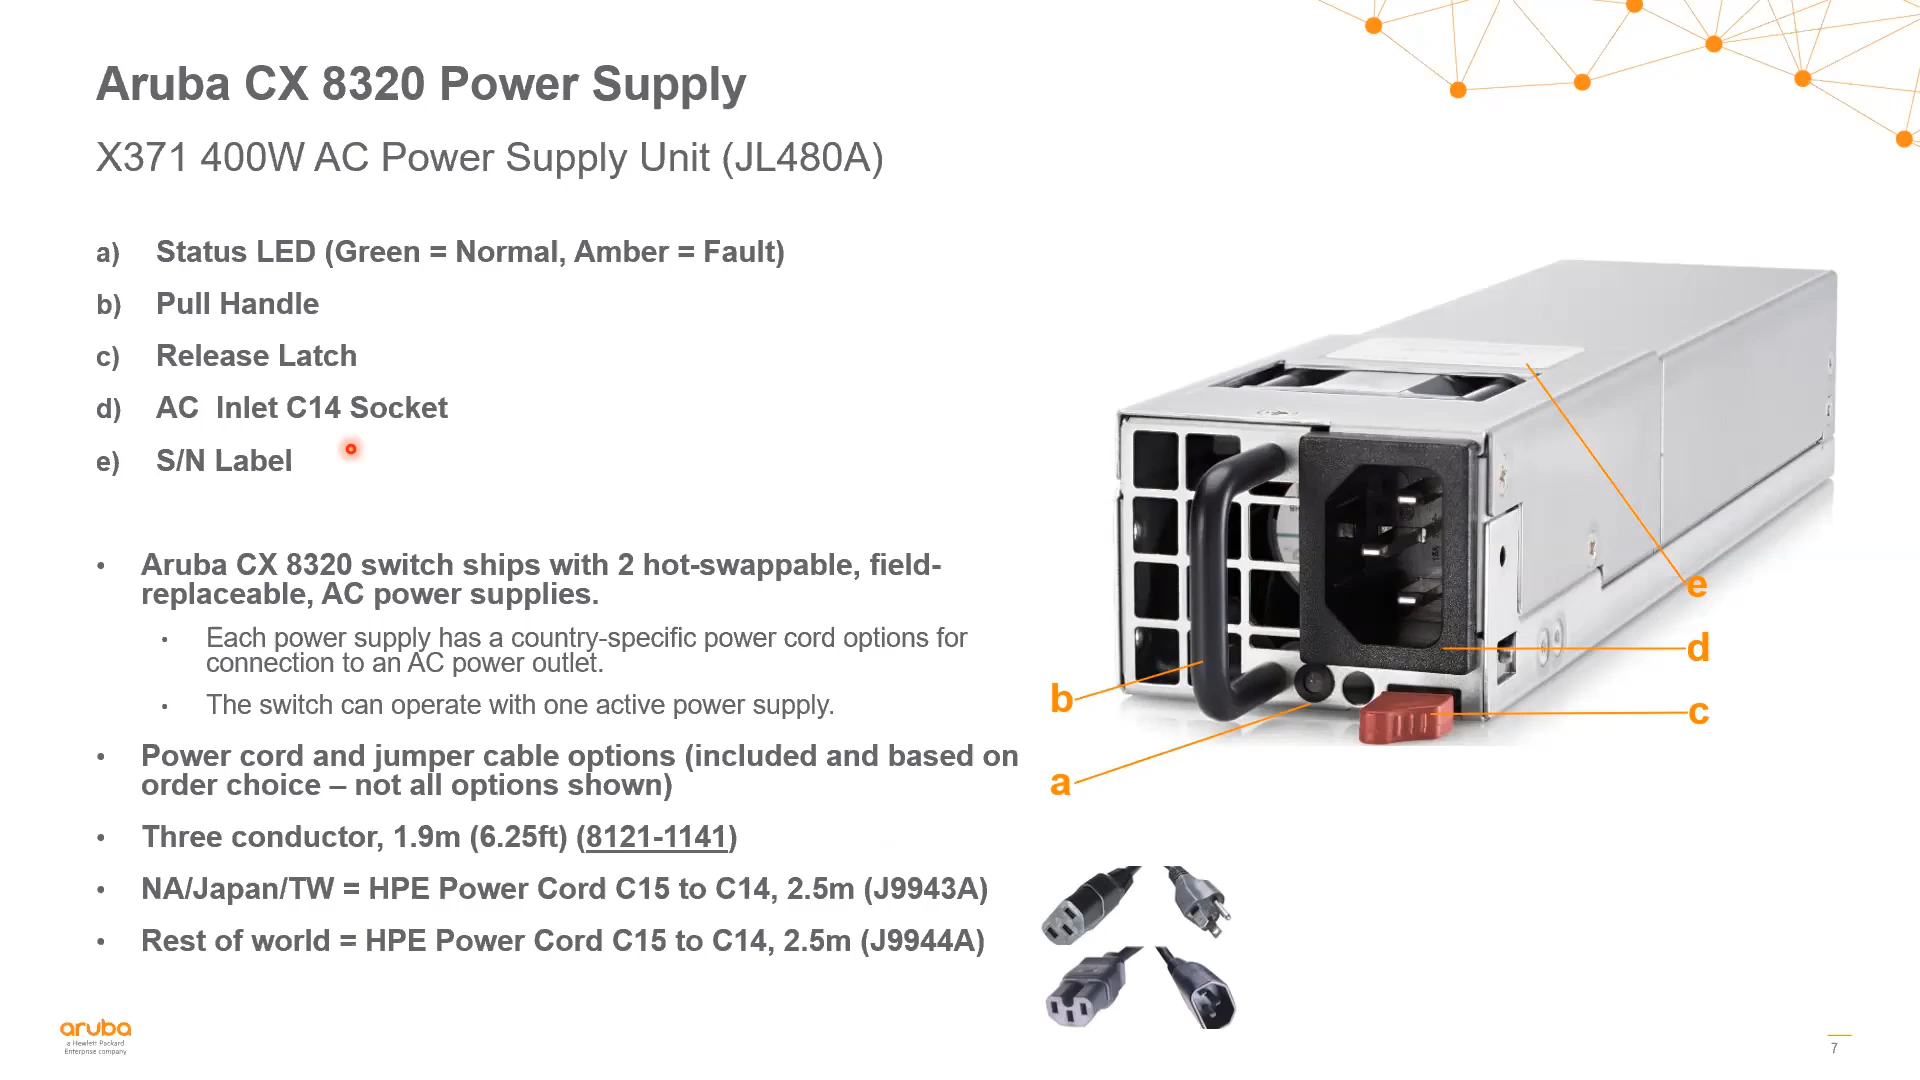 Aruba CX 8320 Power Supply
X371 400W AC Power Supply Unit (JL480A)
a) Status LED (Green = Normal, Amber = Fault)
b) Pull Handle
c) Release Latch
d) AC Inlet C14 Socket
e) S/N Label
• Aruba CX 8320 switch ships with 2 hot-swappable, field-
replaceable, AC power supplies.
• Each power supply has a country-specific power cord options for
connection to an AC power outlet.
• The switch can operate with one active power supply.
• Power cord and jumper cable options (included and based on
order choice – not all options shown)
• Three conductor, 1.9m (6.25ft) (8121-1141)
• NA/Japan/TW = HPE Power Cord C15 to C14, 2.5m (J9943A)
• Rest of world = HPE Power Cord C15 to C14, 2.5m (J9944A)
e
d
b
c
a
aruba
a Hewlett Packard
Enterprise company
7